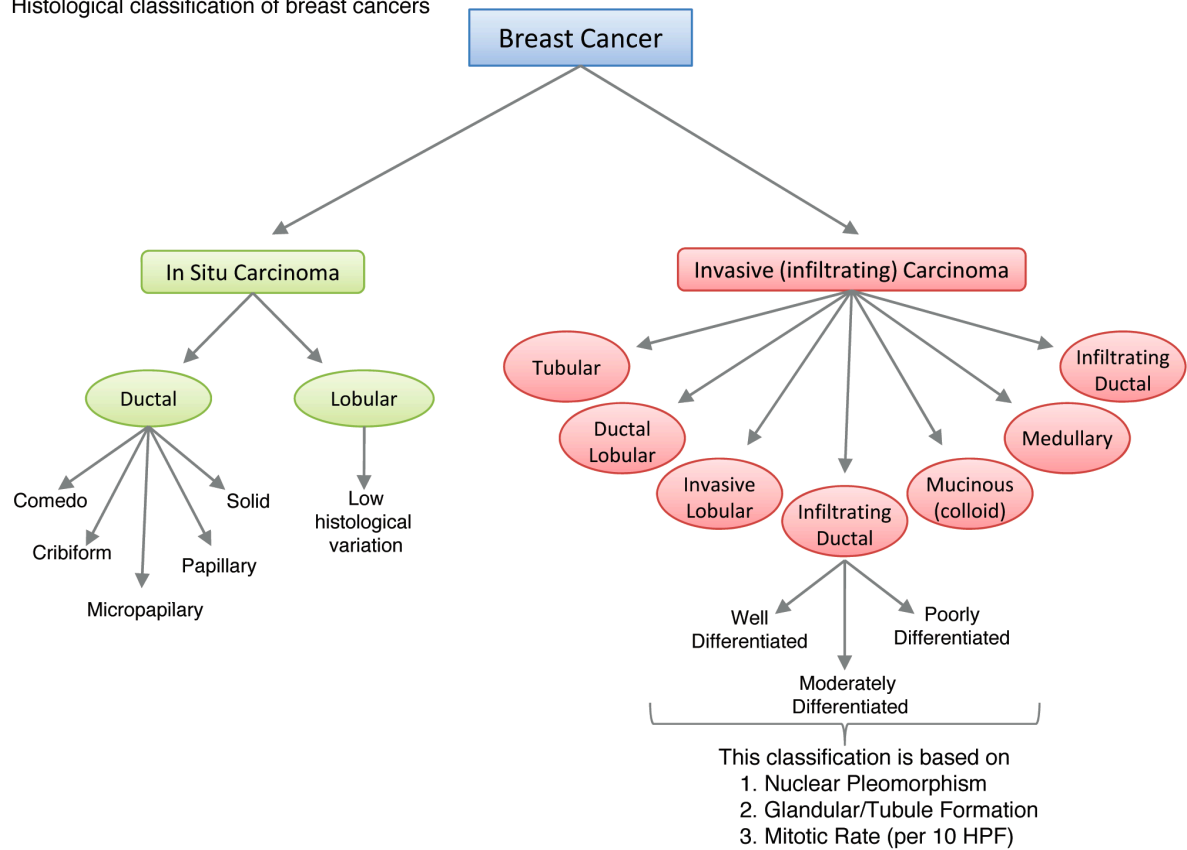 Histological classification of breast cancers
Breast Cancer
In Situ Carcinoma
Ductal
Lobular
Comedo
Cribiform
Micropapilary
Papillary
Solid
Low
histological
variation
Invasive (infiltrating) Carcinoma
Tubular
Ductal
Lobular
Invasive
Lobular
Infiltrating
Ductal
Mucinous
(colloid)
Medullary
Infiltrating
Ductal
Well
Differentiated
Moderately
Differentiated
Poorly
Differentiated
This classification is based on
1. Nuclear Pleomorphism
2. Glandular/Tubule Formation
3. Mitotic Rate (per 10 HPF)